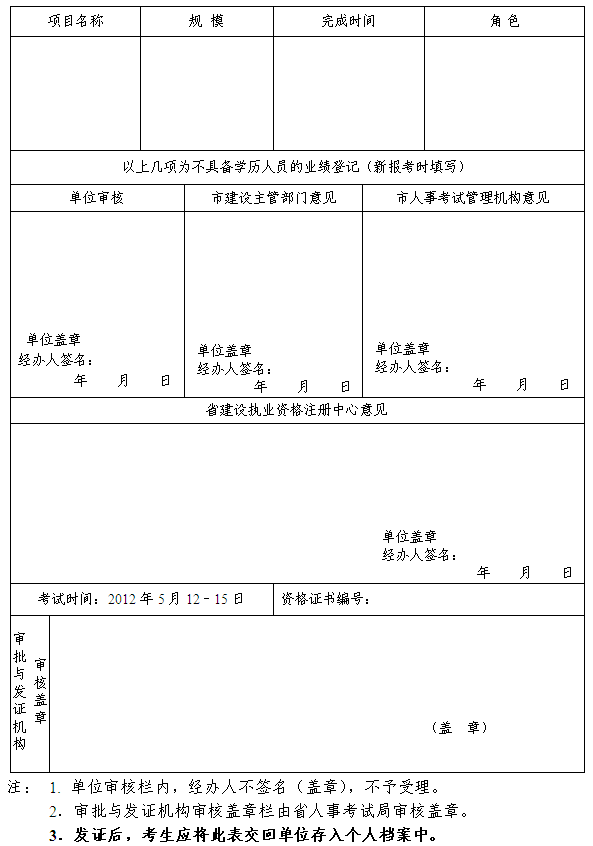 项目名称 规 模 完成时间 角 色
以上几项为不具备学历人员的业绩登记（新报考时填写）
单位审核 市建设主管部门意见 市人事考试管理机构意见
单位盖章
经办人签名：
年 月 日
单位盖章
经办人签名：
年 月 日
单位盖章
经办人签名：
年 月 日
省建设执业资格注册中心意见
单位盖章
经办人签名：
年 月 日
考试时间：2012 年 5 月 12－15 日 资格证书编号：
审批与发证机构
审核盖章
（盖 章）
注： 1．单位审核栏内，经办人不签名（盖章），不予受理。
2．审批与发证机构审核盖章栏由省人事考试局审核盖章。
3．发证后，考生应将此表交回单位存入个人档案中。